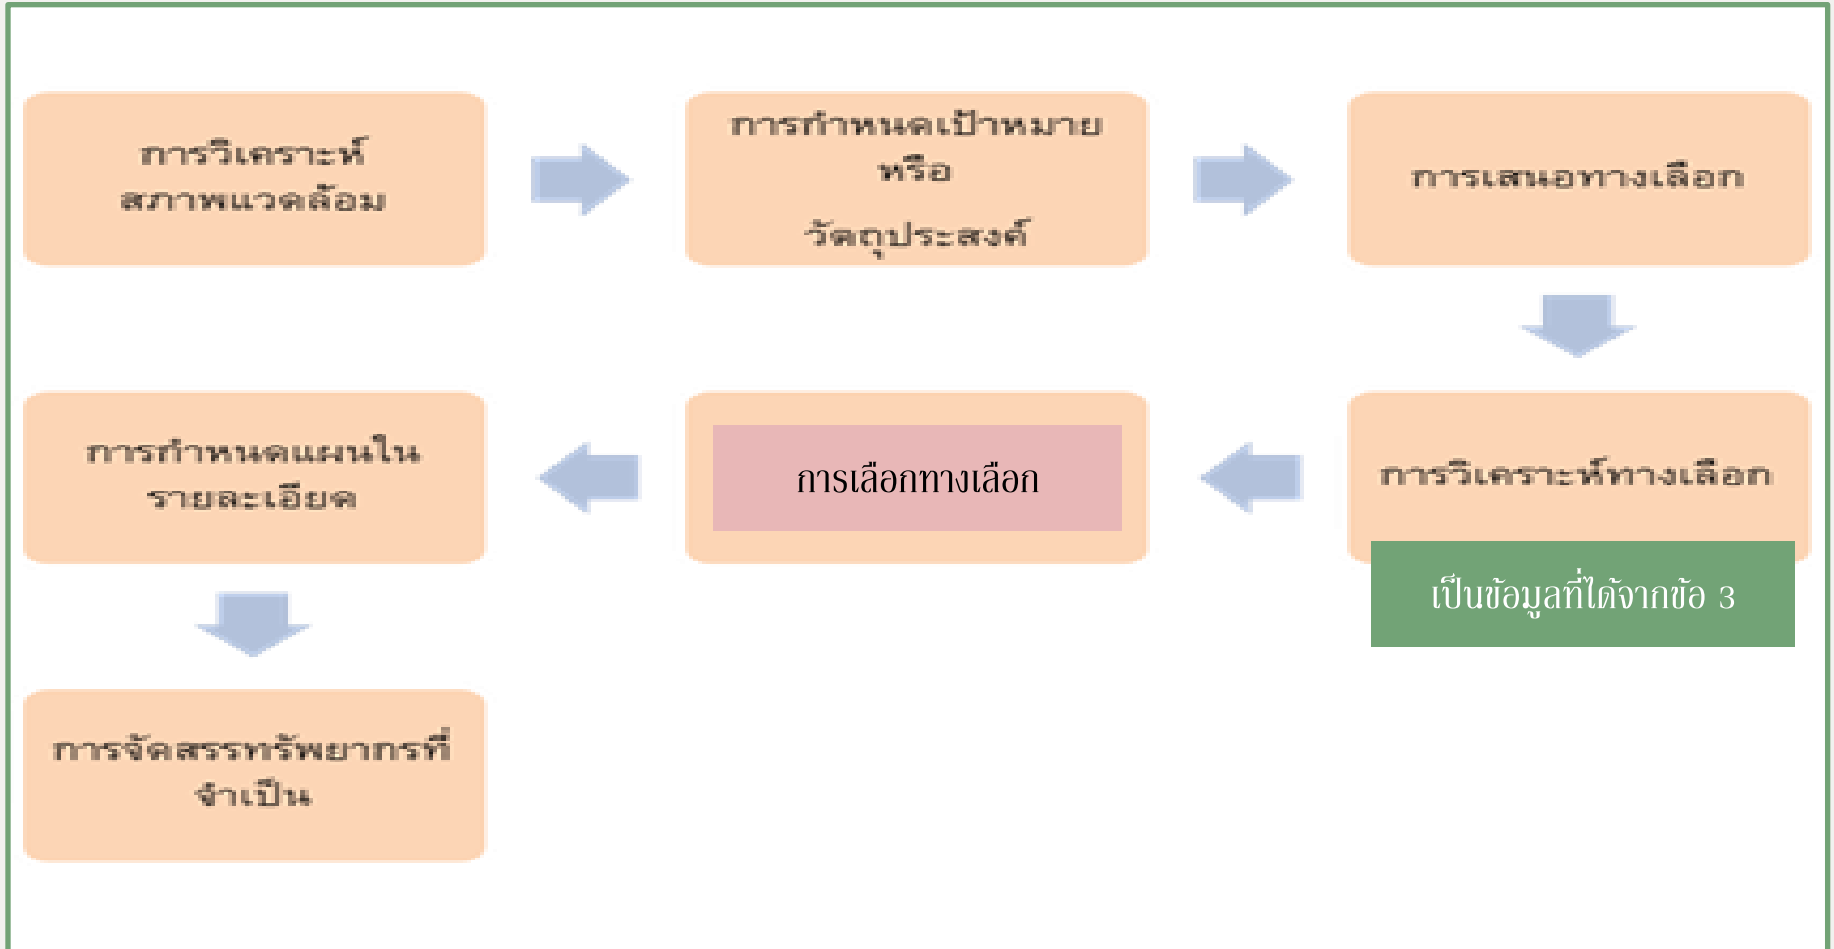 การวิเคราะห์
สภาพแวดล้อม
การกำหนดเป้าหมาย
หรือ
วัตถุประสงค์
การเสนอทางเลือก
การวิเคราะห์ทางเลือก
เป็นข้อมูลที่ได้จากข้อ 3
การเลือกทางเลือก
การกำหนดแผนใน
รายละเอียด
การจัดสรรทรัพยากรที่
จำเป็น